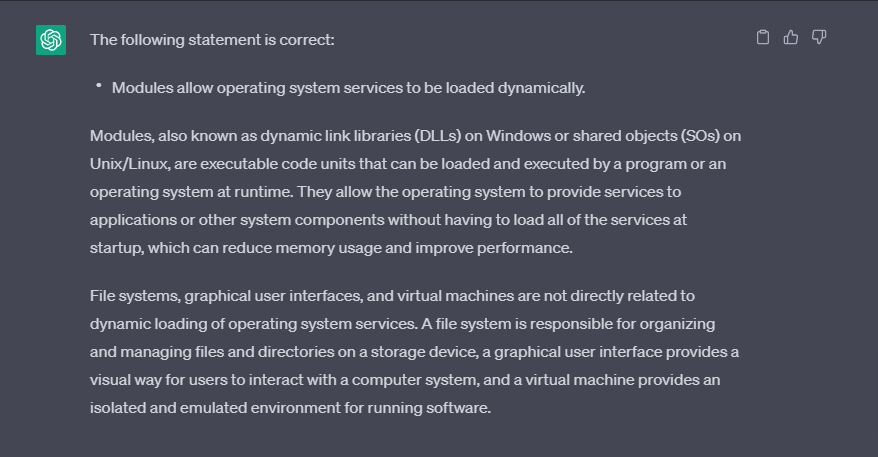 The following statement is correct:
• Modules allow operating system services to be loaded dynamically.
Modules, also known as dynamic link libraries (DLLs) on Windows or shared objects (SOs) on
Unix/Linux, are executable code units that can be loaded and executed by a program or an
operating system at runtime. They allow the operating system to provide services to
applications or other system components without having to load all of the services at
startup, which can reduce memory usage and improve performance.
File systems, graphical user interfaces, and virtual machines are not directly related to
dynamic loading of operating system services. A file system is responsible for organizing
and managing files and directories on a storage device, a graphical user interface provides a
visual way for users to interact with a computer system, and a virtual machine provides an
isolated and emulated environment for running software.